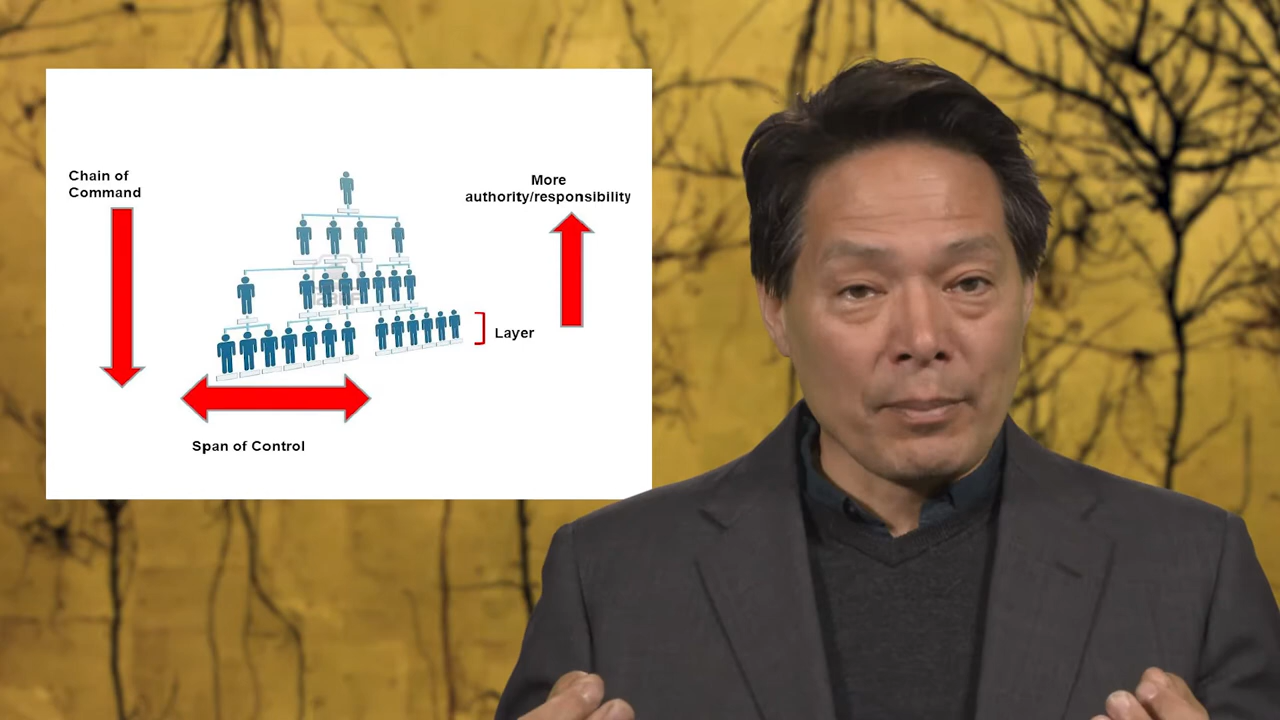 Chain of
Command
More
authority/responsibility
Layer
Span of Control